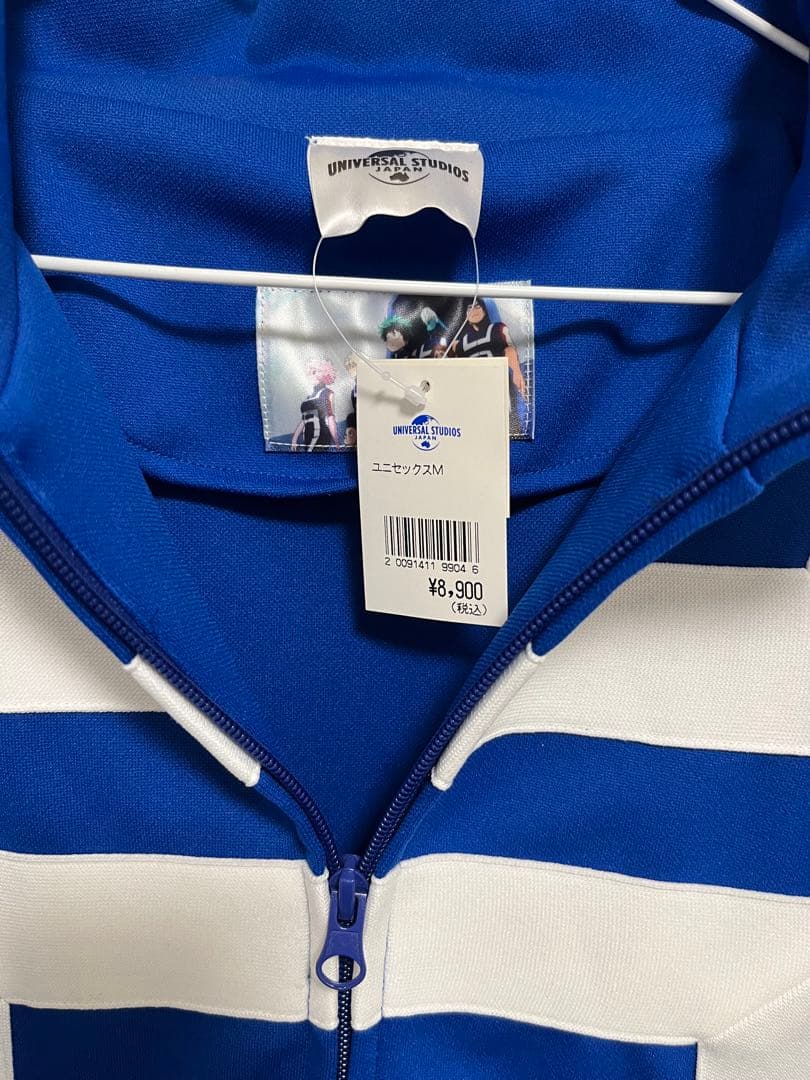 UNIVERSAL STUDIOS
JAPAN
UNIVERSAL STUDIOS
JAPAN
ユニセックスM
2 0091411 9904 6
¥8,900
(税込)